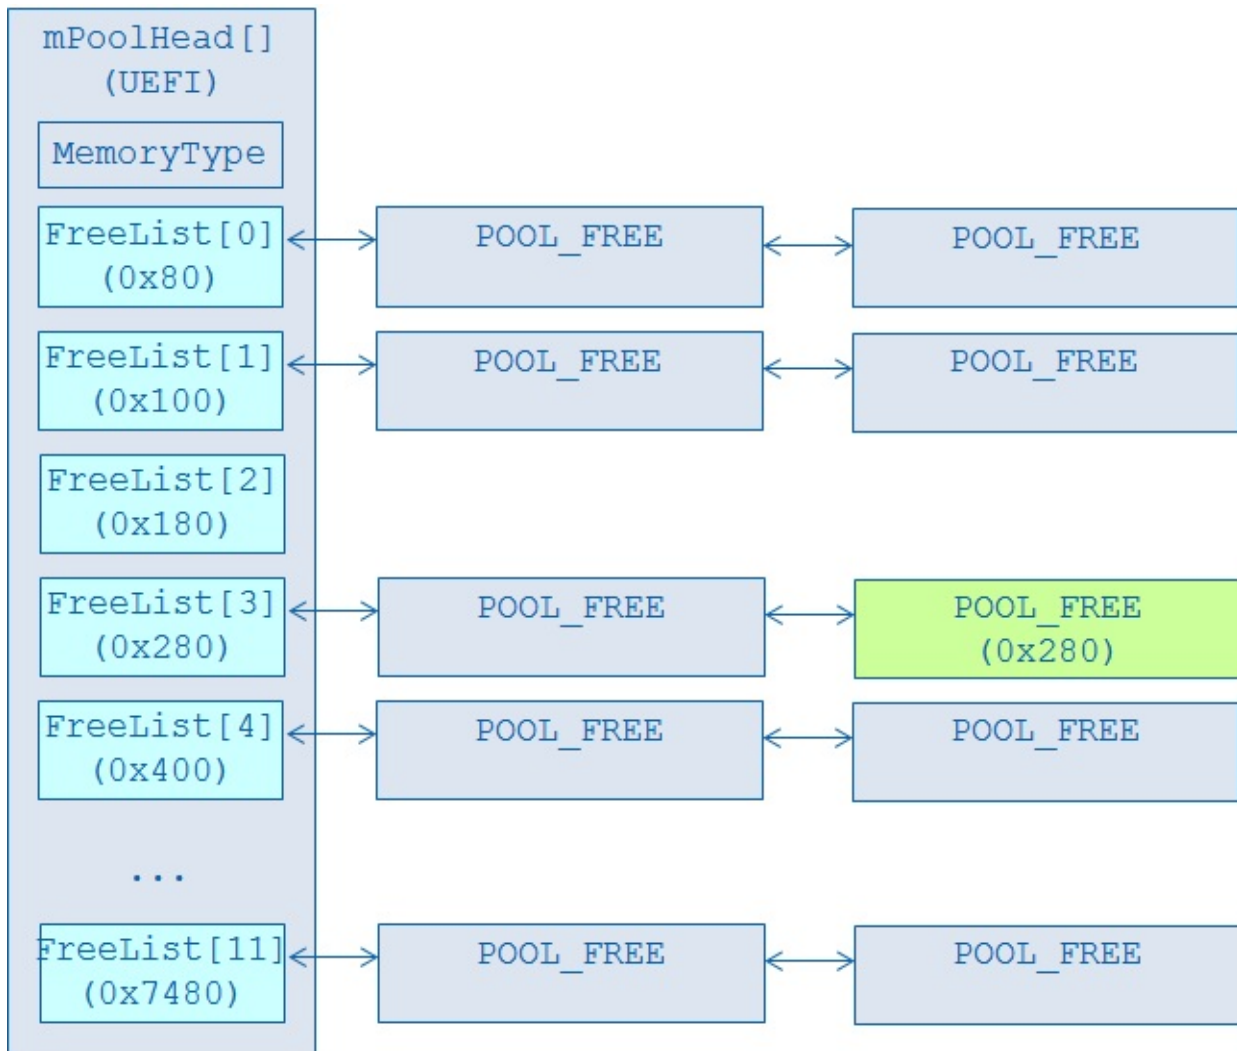 mPoolHead[]
(UEFI)
MemoryType
FreeList[0]
(0x80)
POOL_FREE
POOL_FREE
FreeList[1]
(0x100)
POOL_FREE
POOL_FREE
FreeList[2]
(0x180)
FreeList[3]
(0x280)
POOL_FREE
POOL_FREE
(0x280)
FreeList[4]
(0x400)
POOL_FREE
POOL_FREE
...
FreeList[11]
(0x7480)
POOL_FREE
POOL_FREE